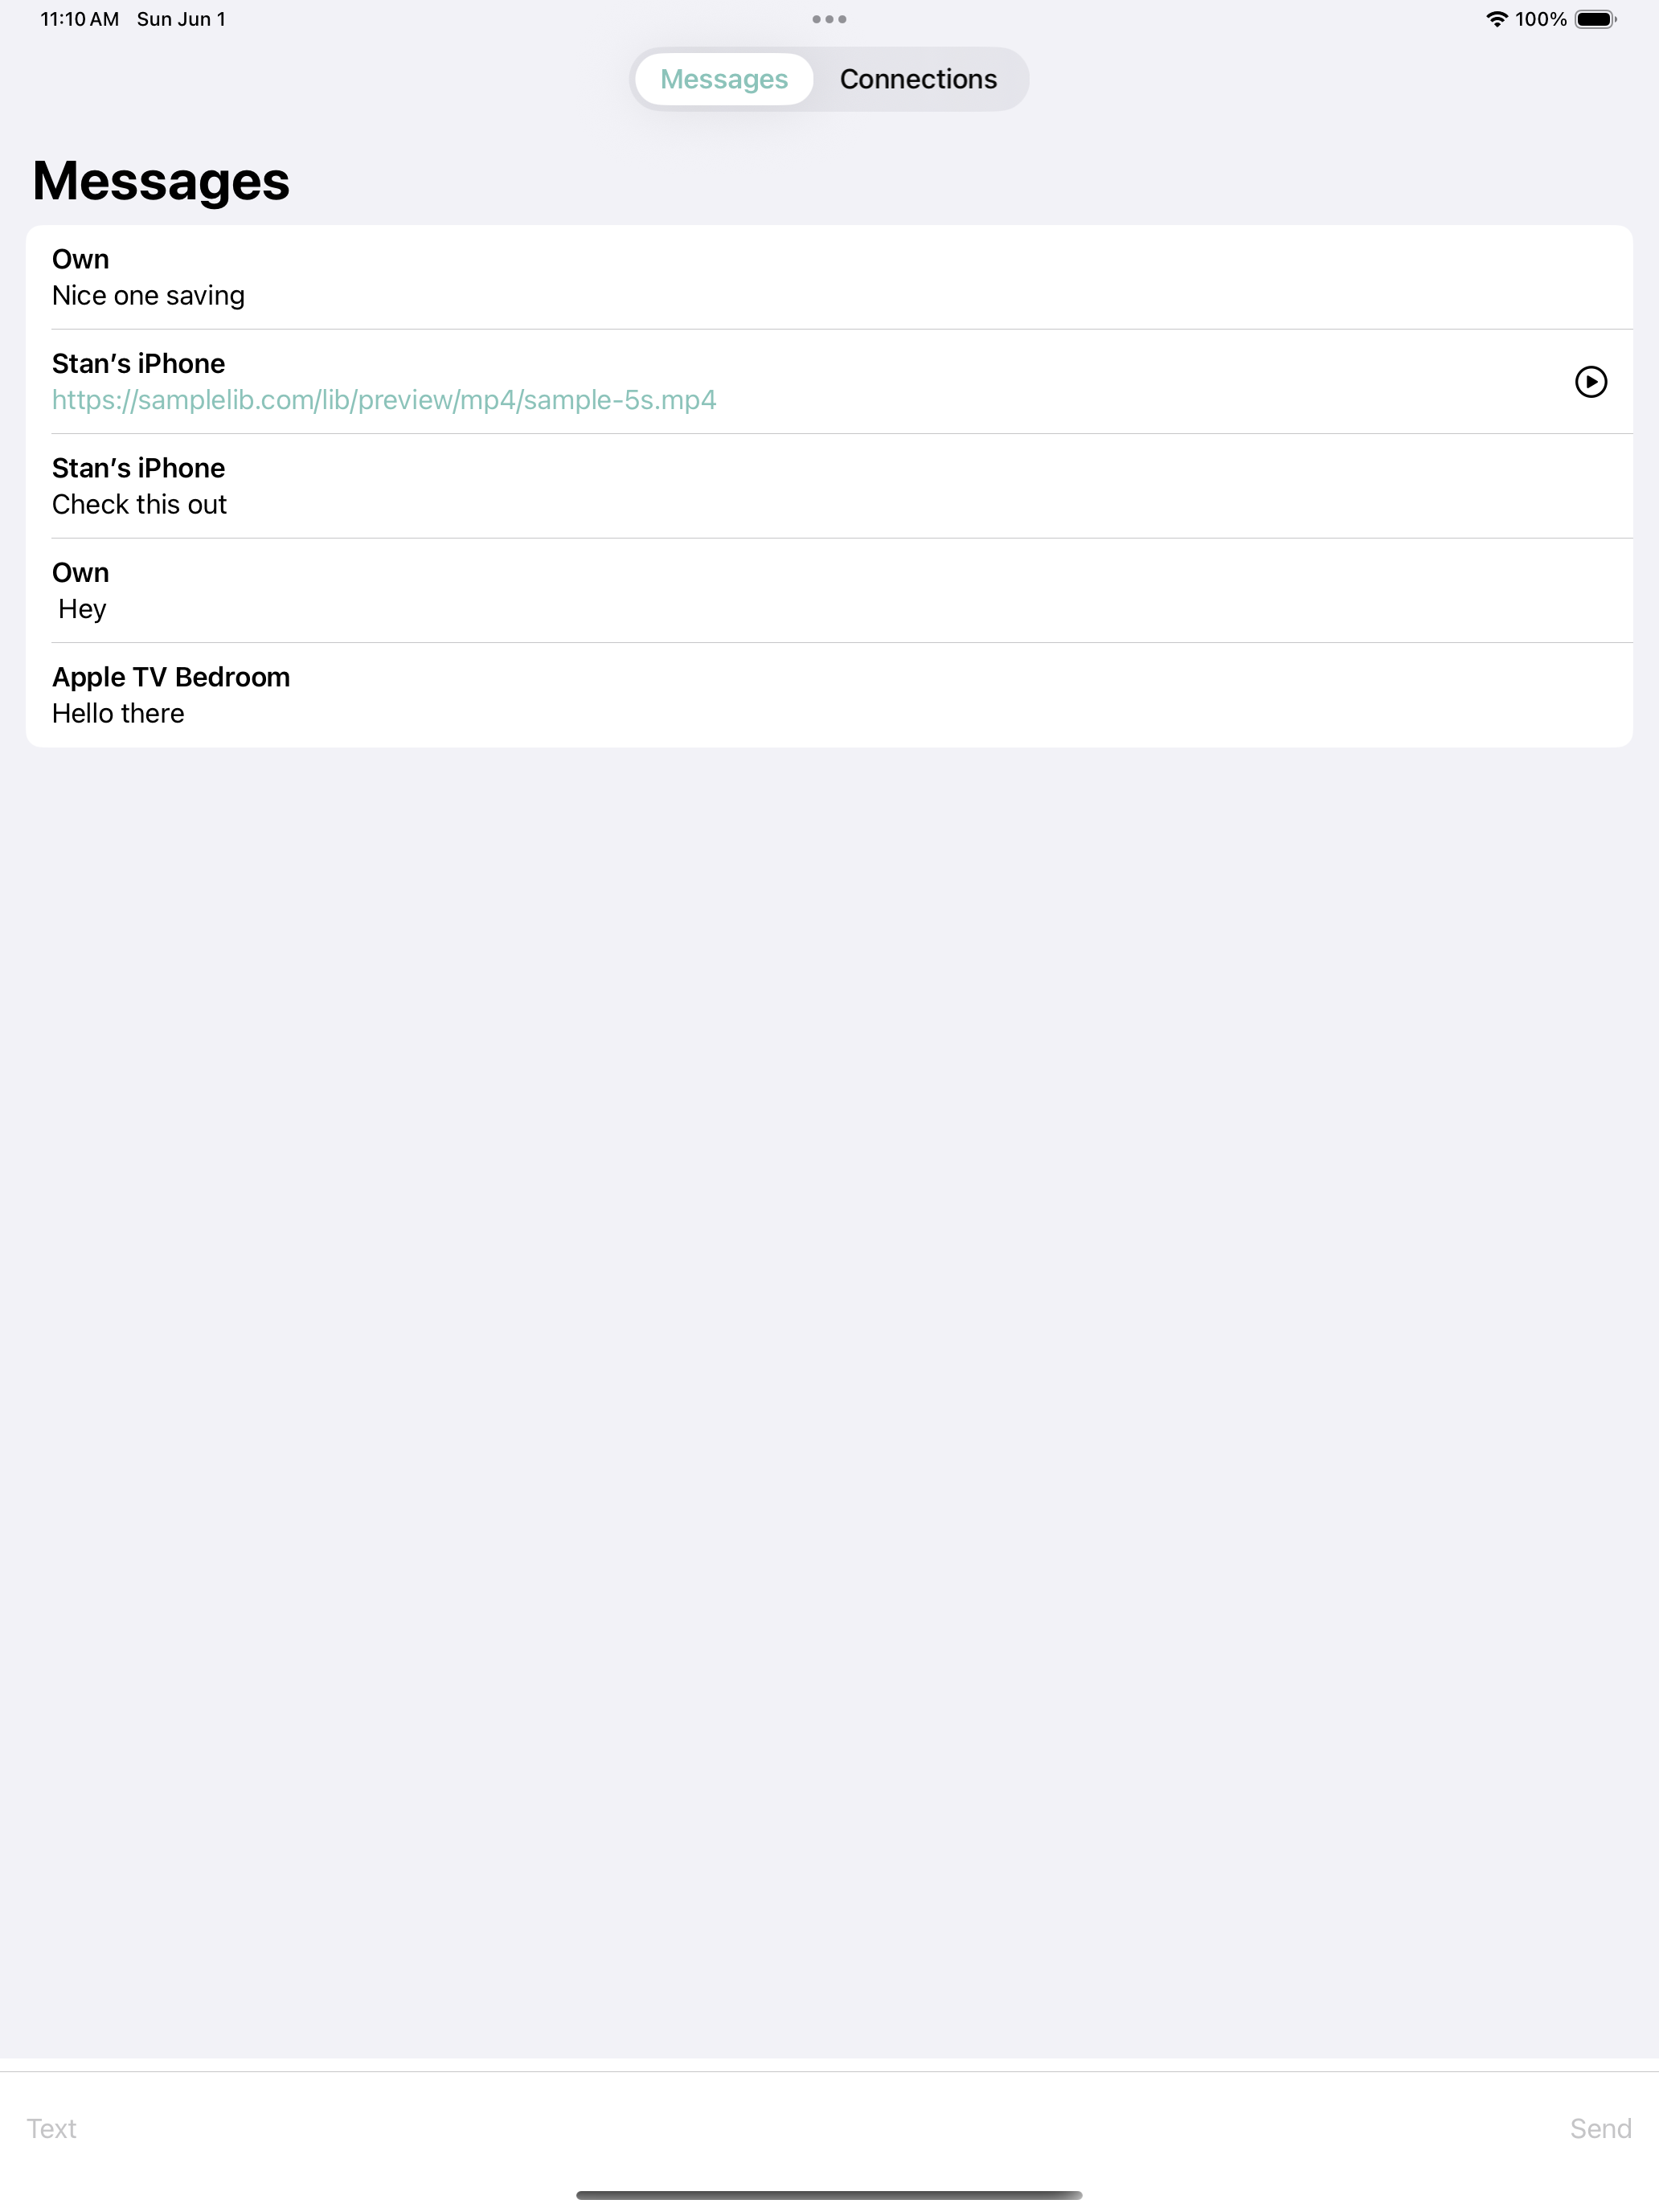 11:10 AM Sun Jun 1
100%
Messages Connections
Messages
Own
Nice one saving
Stan’s iPhone
https://samplelib.com/lib/preview/mp4/sample-5s.mp4
Stan’s iPhone
Check this out
Own
Hey
Apple TV Bedroom
Hello there
Text Send